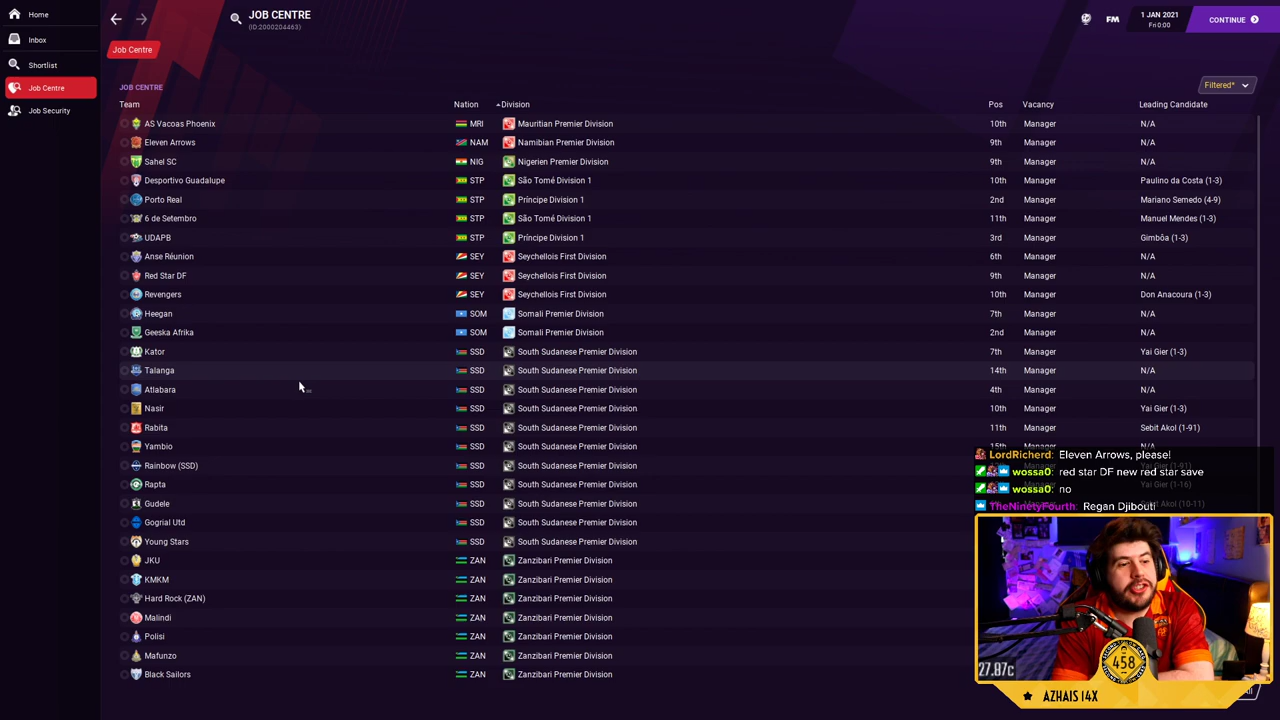 Home
Inbox
Shortlist
Job Centre
Job Security
JOB CENTRE
(ID:2000204463)
FM
1 JAN 2021
Fri 0:00
CONTINUE
Job Centre
JOB CENTRE
Filtered*
Team Nation Division Pos Vacancy Leading Candidate
AS Vacoas Phoenix MRI Mauritian Premier Division 10th Manager N/A
Eleven Arrows NAM Namibian Premier Division 9th Manager N/A
Sahel SC NIG Nigerien Premier Division 9th Manager N/A
Desportivo Guadalupe STP São Tomé Division 1 10th Manager Paulino da Costa (1-3)
Porto Real STP Príncipe Division 1 2nd Manager Mariano Semedo (4-9)
6 de Setembro STP São Tomé Division 1 11th Manager Manuel Mendes (1-3)
UDAPB STP Príncipe Division 1 3rd Manager Gimbôa (1-3)
Anse Réunion SEY Seychellois First Division 6th Manager N/A
Red Star DF SEY Seychellois First Division 9th Manager N/A
Revengers SEY Seychellois First Division 10th Manager Don Anacoura (1-3)
Heegan SOM Somali Premier Division 7th Manager N/A
Geeska Afrika SOM Somali Premier Division 2nd Manager N/A
Kator SSD South Sudanese Premier Division 7th Manager Yai Gier (1-3)
Talanga SSD South Sudanese Premier Division 14th Manager N/A
Atlabara SSD South Sudanese Premier Division 4th Manager N/A
Nasir SSD South Sudanese Premier Division 10th Manager Yai Gier (1-3)
Rabita SSD South Sudanese Premier Division 11th Manager Sebit Akol (1-91)
Yambio SSD South Sudanese Premier Division 15th Manager N/A
Rainbow (SSD) SSD South Sudanese Premier Division
Rapta SSD South Sudanese Premier Division
Gudele SSD South Sudanese Premier Division
Gogrial Utd SSD South Sudanese Premier Division
Young Stars SSD South Sudanese Premier Division
JKU ZAN Zanzibari Premier Division
KMKM ZAN Zanzibari Premier Division
Hard Rock (ZAN) ZAN Zanzibari Premier Division
Malindi ZAN Zanzibari Premier Division
Polisi ZAN Zanzibari Premier Division
Mafunzo ZAN Zanzibari Premier Division
Black Sailors ZAN Zanzibari Premier Division
LordRicherd: Eleven Arrows, please!
wossa0: red star DF new red star save
wossa0: no
TheNinetyFourth: Regan Djibouti
27.87c
458
AZHAIS 14X